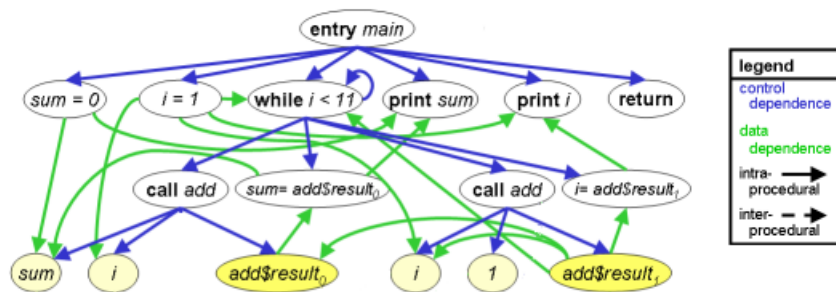 entry main
sum = 0
i = 1
while i < 11
print sum
print i
return
call add
sum= add$result0
call add
i= add$result1
sum
i
add$result0
i
1
add$result1
legend
control
dependence
data
dependence
intra-
procedural
inter-
procedural